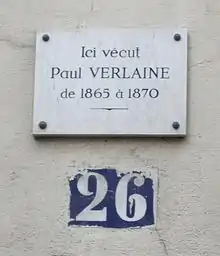 Ici vécut
Paul VERLAINE
de 1865 à 1870
26